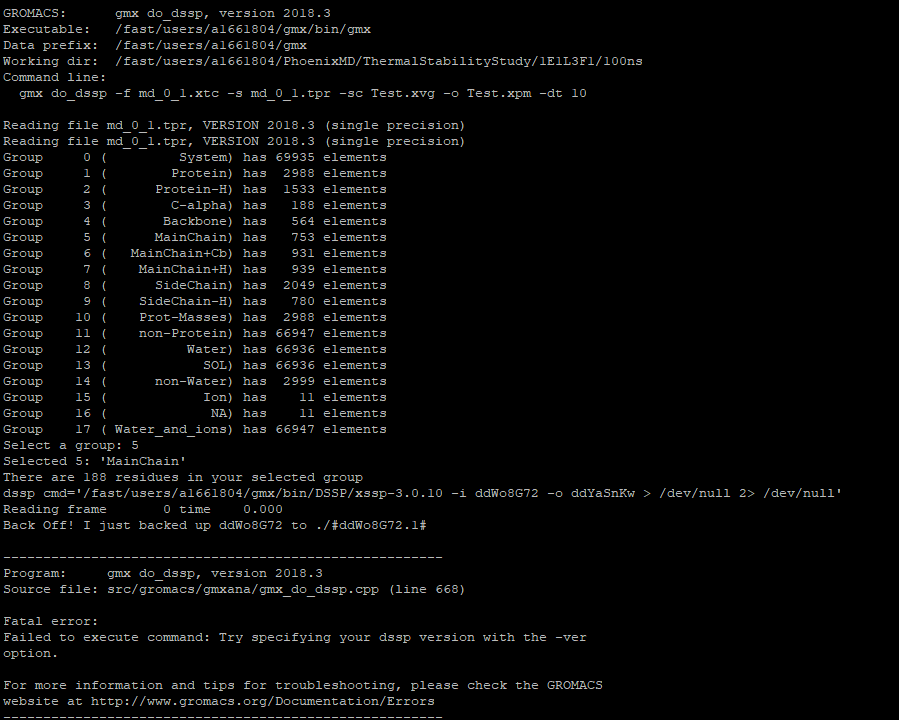 GROMACS:      gmx do_dssp, version 2018.3
Executable:   /fast/users/a1661804/gmx/bin/gmx
Data prefix:  /fast/users/a1661804/gmx
Working dir:  /fast/users/a1661804/PhoenixMD/ThermalStabilityStudy/1E1L3F1/100ns
Command line:
  gmx do_dssp -f md_0_1.xtc -s md_0_1.tpr -sc Test.xvg -o Test.xpm -dt 10
Reading file md_0_1.tpr, VERSION 2018.3 (single precision)
Reading file md_0_1.tpr, VERSION 2018.3 (single precision)
Group     0 (         System) has 69935 elements
Group     1 (        Protein) has  2988 elements
Group     2 (      Protein-H) has  1533 elements
Group     3 (        C-alpha) has   188 elements
Group     4 (       Backbone) has   564 elements
Group     5 (      MainChain) has   753 elements
Group     6 (   MainChain+Cb) has   931 elements
Group     7 (    MainChain+H) has   939 elements
Group     8 (      SideChain) has  2049 elements
Group     9 (    SideChain-H) has   780 elements
Group    10 (    Prot-Masses) has  2988 elements
Group    11 (    non-Protein) has 66947 elements
Group    12 (          Water) has 66936 elements
Group    13 (            SOL) has 66936 elements
Group    14 (      non-Water) has  2999 elements
Group    15 (            Ion) has    11 elements
Group    16 (             NA) has    11 elements
Group    17 ( Water_and_ions) has 66947 elements
Select a group: 5
Selected 5: 'MainChain'
There are 188 residues in your selected group
dssp cmd='/fast/users/a1661804/gmx/bin/DSSP/xssp-3.0.10 -i ddWo8G72 -o ddYaSnKw > /dev/null 2> /dev/null'
Reading frame       0 time    0.000
Back Off! I just backed up ddWo8G72 to ./#ddWo8G72.1#
-------------------------------------------------------
Program:     gmx do_dssp, version 2018.3
Source file: src/gromacs/gmxana/gmx_do_dssp.cpp (line 668)
Fatal error:
Failed to execute command: Try specifying your dssp version with the -ver
option.
For more information and tips for troubleshooting, please check the GROMACS
website at http://www.gromacs.org/Documentation/Errors
-------------------------------------------------------